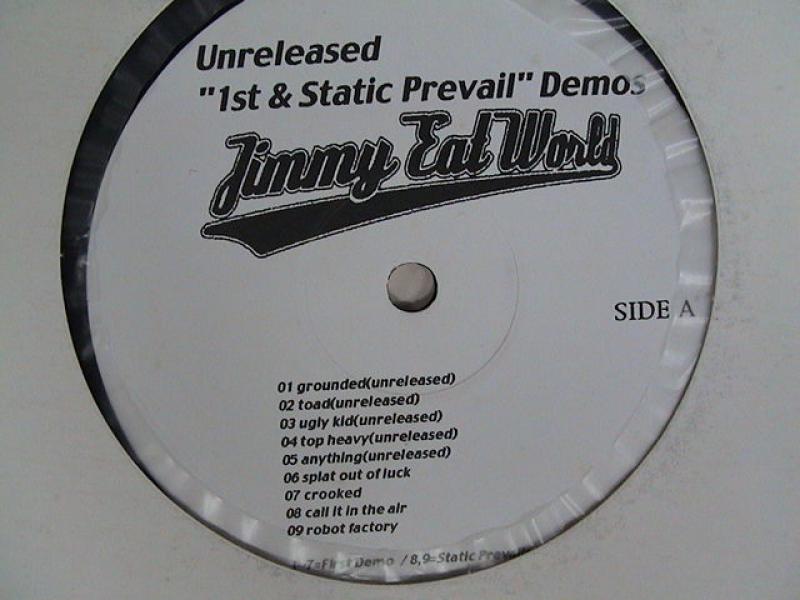 Unreleased
"1st & Static Prevail" Demos
Jimmy Eat World
SIDE A
01 grounded(unreleased)
02 toad(unreleased)
03 ugly kid(unreleased)
04 top heavy(unreleased)
05 anything(unreleased)
06 splat out of luck
07 crooked
08 call it in the air
09 robot factory
7=First Demo / 8,9=Static